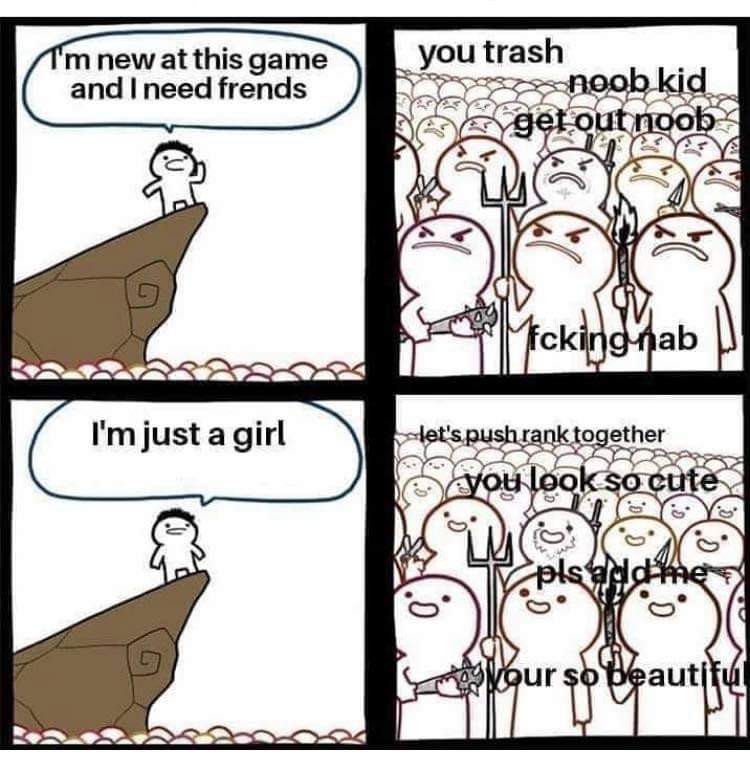 I'm new at this game
and I need frends
you trash
noob kid
get out noob
fcking nab
I'm just a girl
let's push rank together
you look so cute
pls add me
your so beautiful